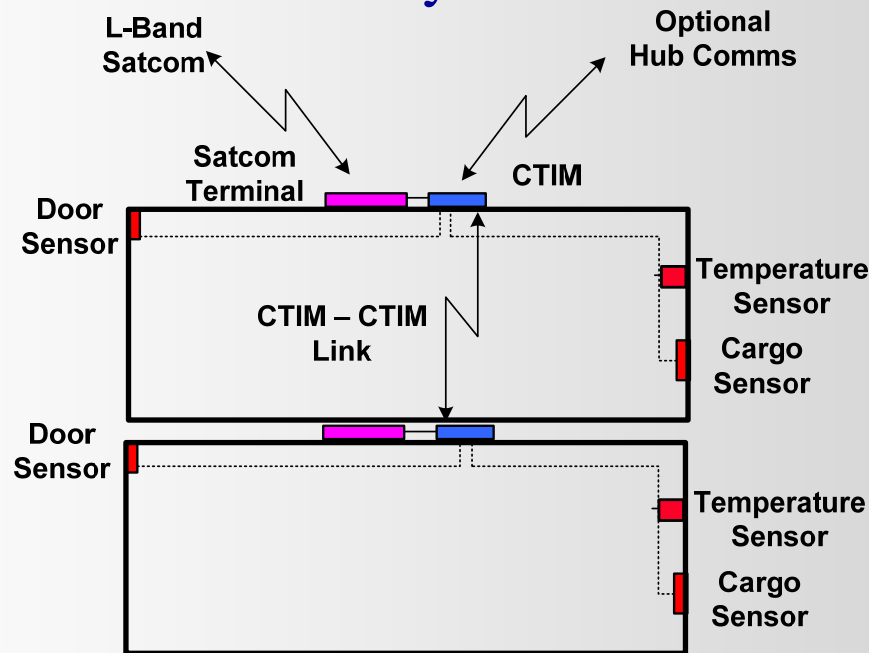 L-Band
Satcom
Optional
Hub Comms
Satcom
Terminal
CTIM
Door
Sensor
Temperature
Sensor
CTIM – CTIM
Link
Cargo
Sensor
Door
Sensor
Temperature
Sensor
Cargo
Sensor